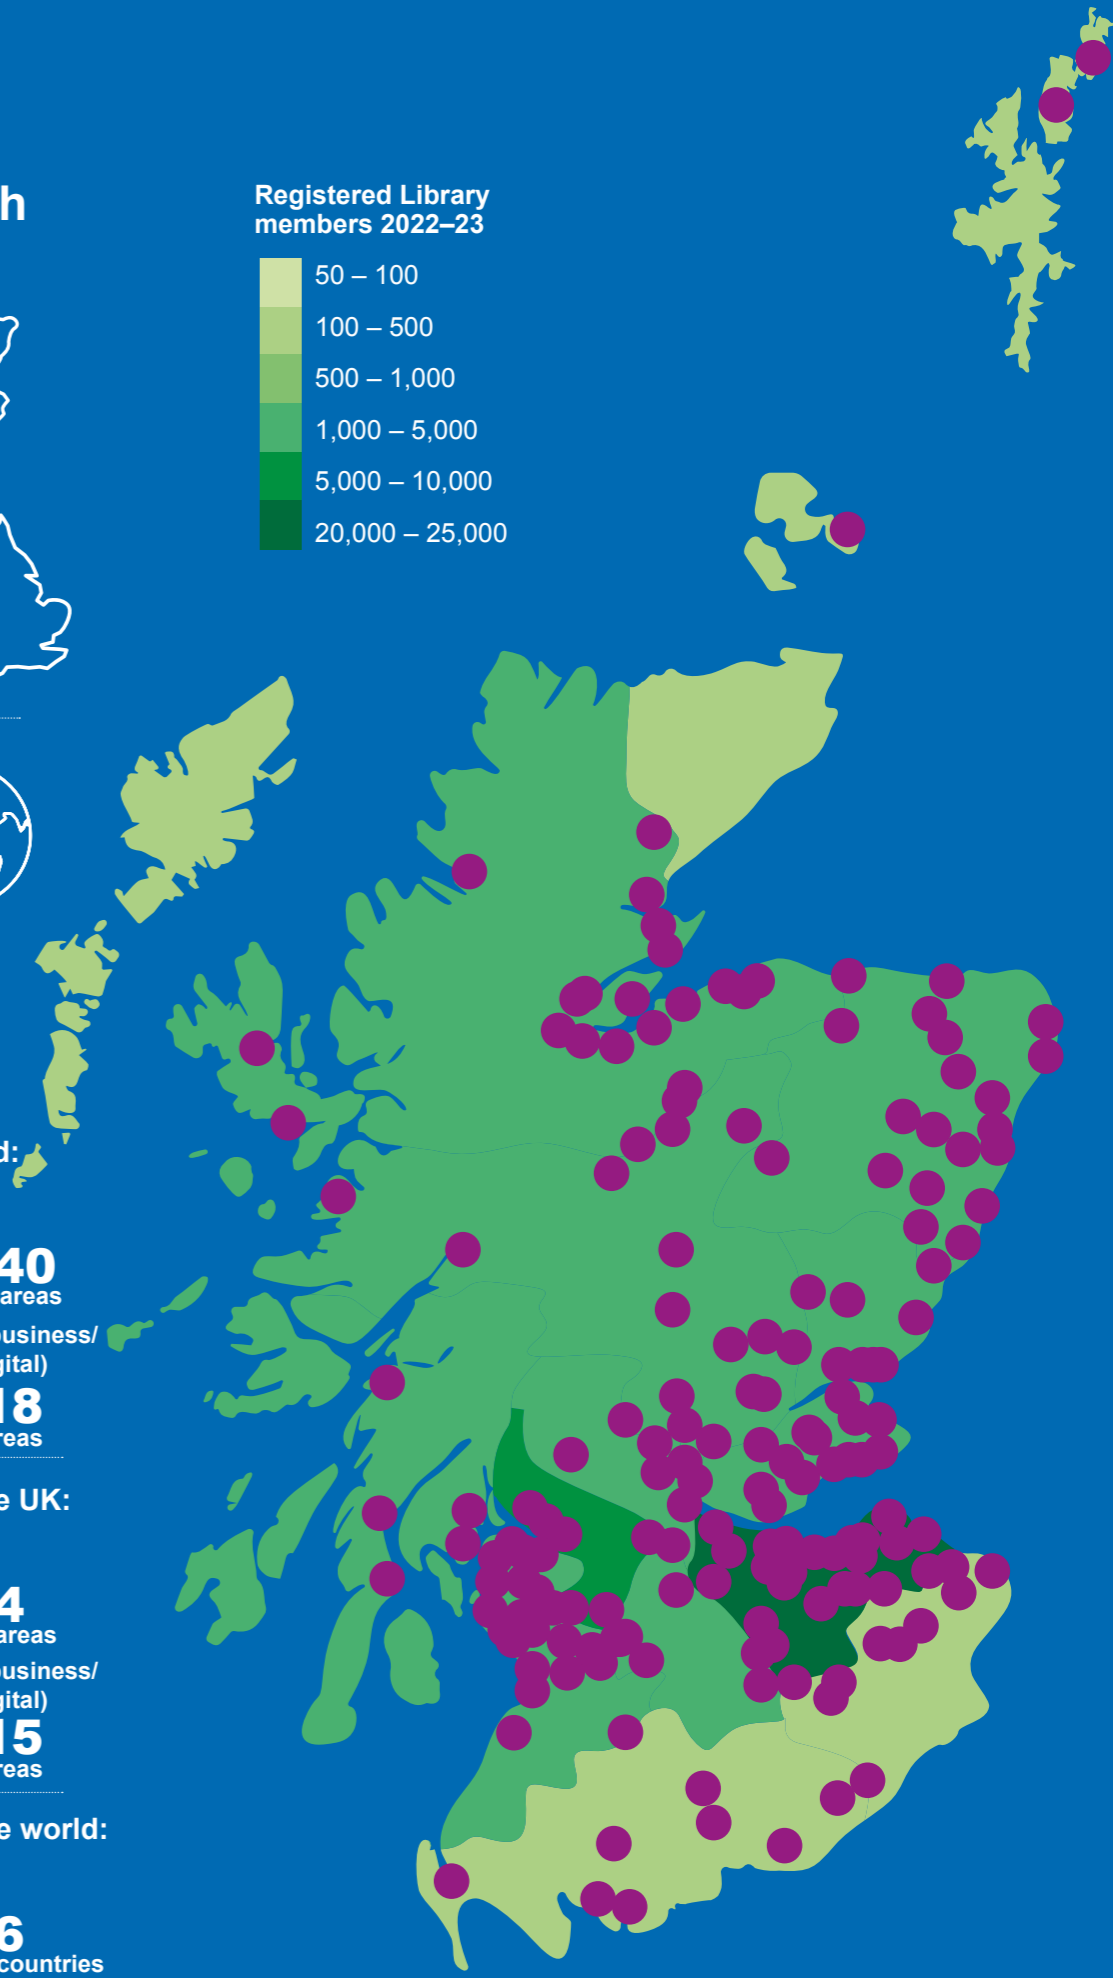 h
Registered Library
members 2022–23
50 – 100
100 – 500
500 – 1,000
1,000 – 5,000
5,000 – 10,000
20,000 – 25,000
d:
40
areas
business/
gital)
18
reas
e UK:
4
areas
usiness/
gital)
15
reas
e world:
6
countries